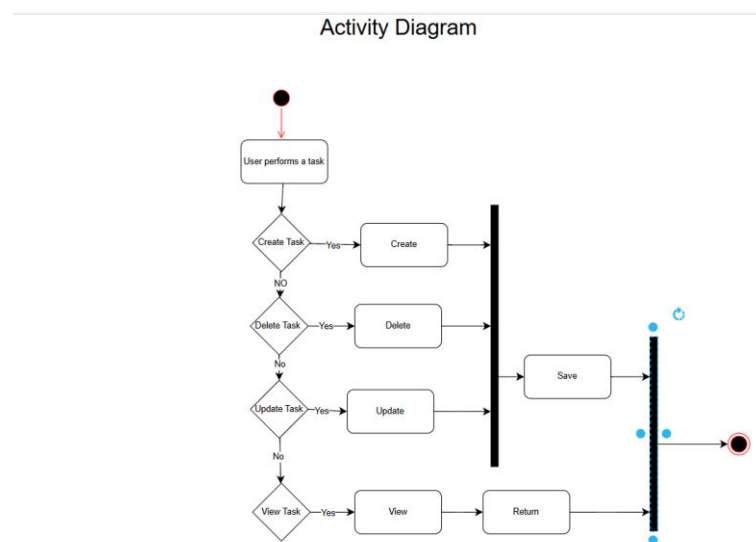 Activity Diagram
User performs a task
Create Task
Yes
Create
NO
Delete Task
Yes
Delete
No
Save
Update Task
Yes
Update
No
View Task
Yes
View
Return